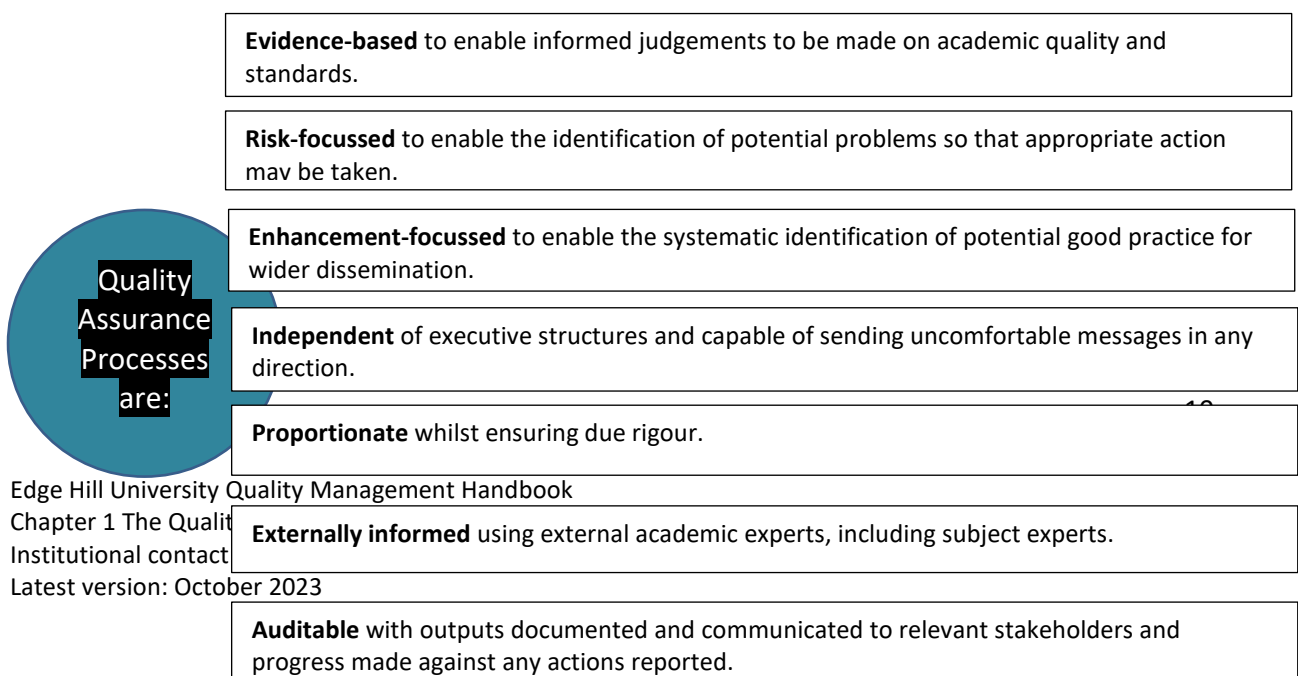 Evidence-based to enable informed judgements to be made on academic quality and
standards.
Risk-focussed to enable the identification of potential problems so that appropriate action
may be taken.
Enhancement-focussed to enable the systematic identification of potential good practice for
wider dissemination.
Quality
Assurance
Processes
are:
Independent of executive structures and capable of sending uncomfortable messages in any
direction.
Proportionate whilst ensuring due rigour.
Edge Hill University Quality Management Handbook
Chapter 1 The
Institutional contact
Latest version: October 2023
Externally informed using external academic experts, including subject experts.
Auditable with outputs documented and communicated to relevant stakeholders and
progress made against any actions reported.